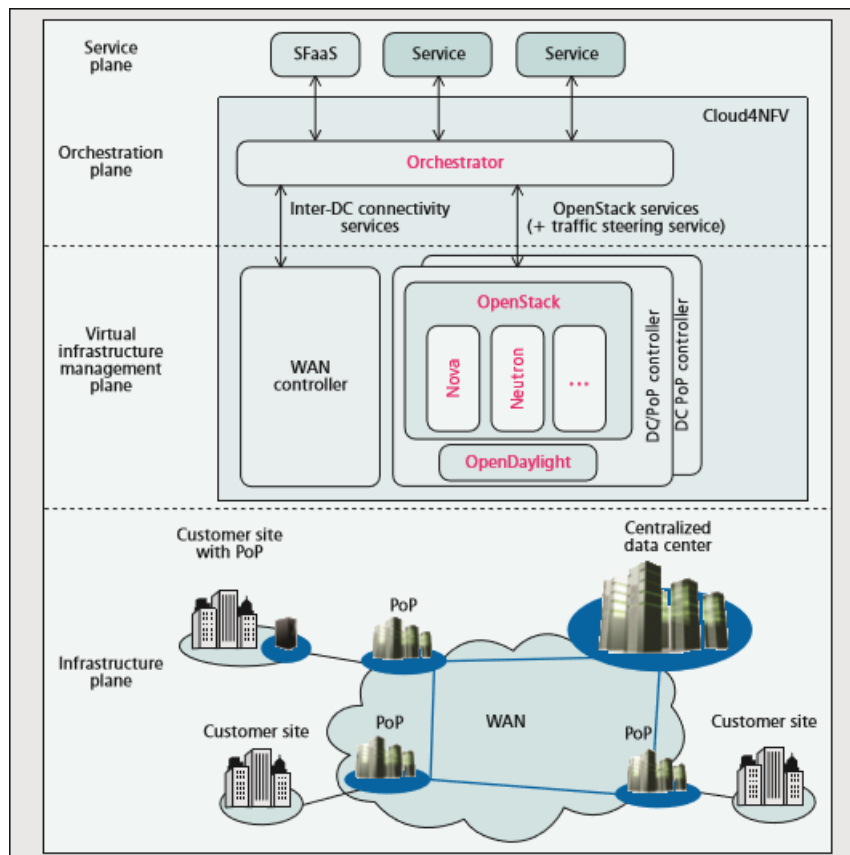 Service
plane
SFaaS
Service
Service
Cloud4NFV
Orchestration
plane
Orchestrator
Inter-DC connectivity
services
OpenStack services
(+ traffic steering service)
Virtual
infrastructure
management
plane
WAN
controller
OpenStack
Nova
Neutron
...
OpenDaylight
DC/PoP controller
DC PoP controller
Infrastructure
plane
Customer site
with PoP
PoP
Centralized
data center
Customer site
PoP
WAN
PoP
Customer site